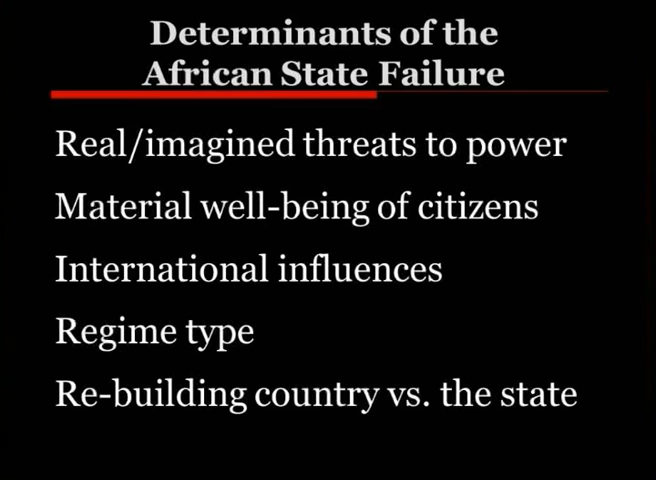 Determinants of the
African State Failure
Real/imagined threats to power
Material well-being of citizens
International influences
Regime type
Re-building country vs. the state